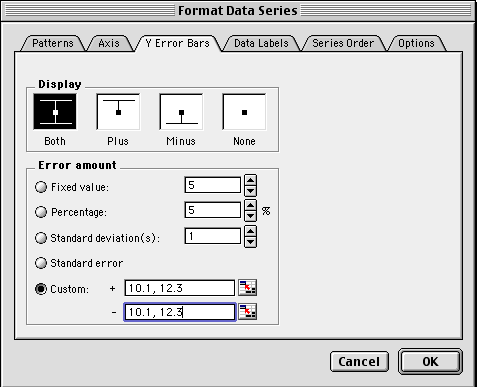 Format Data Series
Patterns Axis Y Error Bars Data Labels Series Order Options
Display
Both Plus Minus None
Error amount
Fixed value: 5
Percentage: 5 %
Standard deviation(s): 1
Standard error
Custom: + 10.1, 12.3
- 10.1, 12.3
Cancel OK